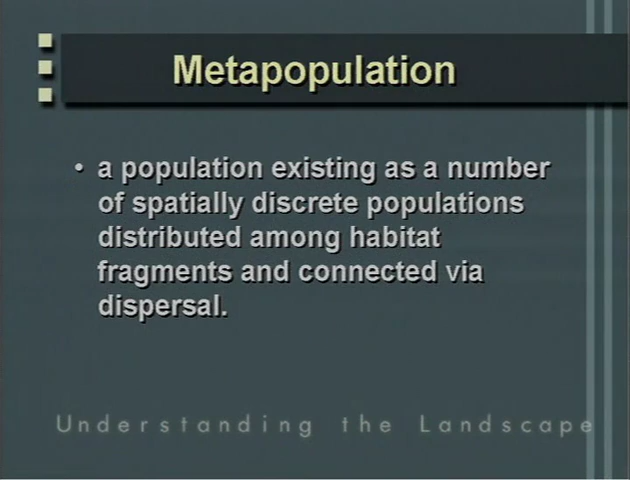 Metapopulation
• a population existing as a number
of spatially discrete populations
distributed among habitat
fragments and connected via
dispersal.
Understanding the Landscape